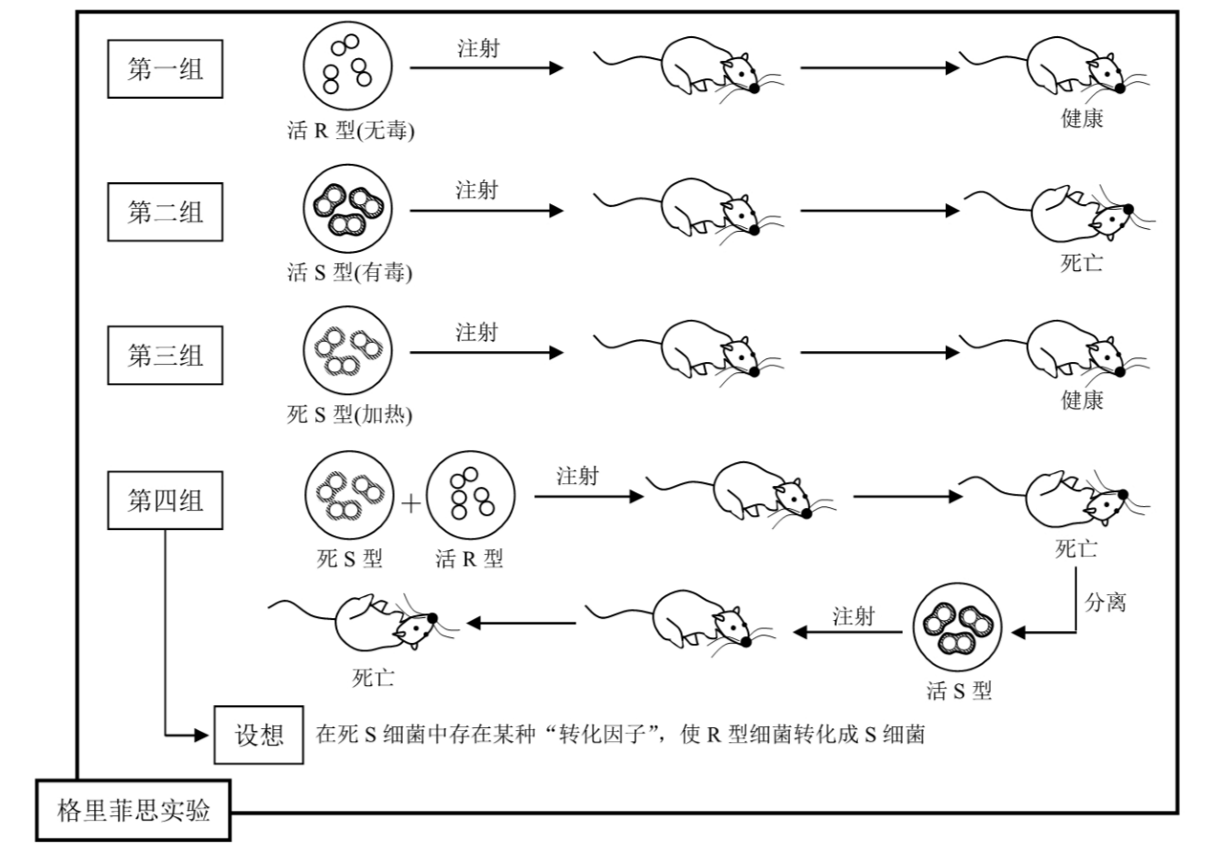 第一组
注射
活 R 型(无毒)
健康
第二组
注射
活 S 型(有毒)
死亡
第三组
注射
死 S 型(加热)
健康
第四组
+
注射
死 S 型
活 R 型
死亡
分离
注射
活 S 型
死亡
设想
在死 S 细菌中存在某种“转化因子”，使 R 型细菌转化成 S 细菌
格里菲思实验